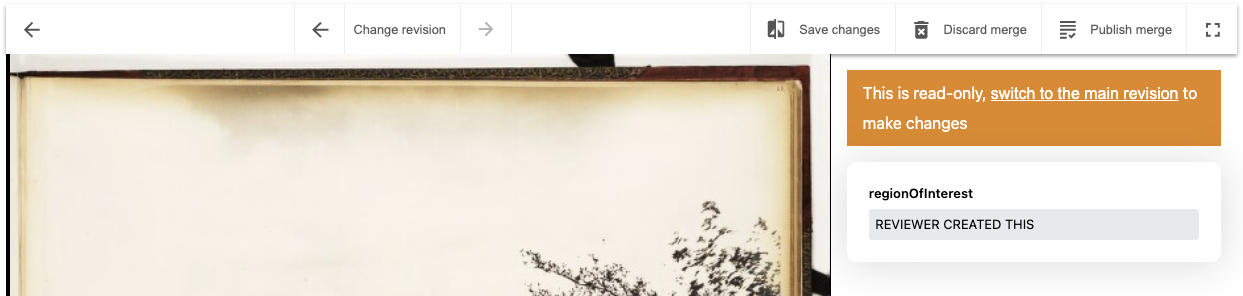 Change revision
Save changes
Discard merge
Publish merge
This is read-only, switch to the main revision to
make changes
regionOfInterest
REVIEWER CREATED THIS